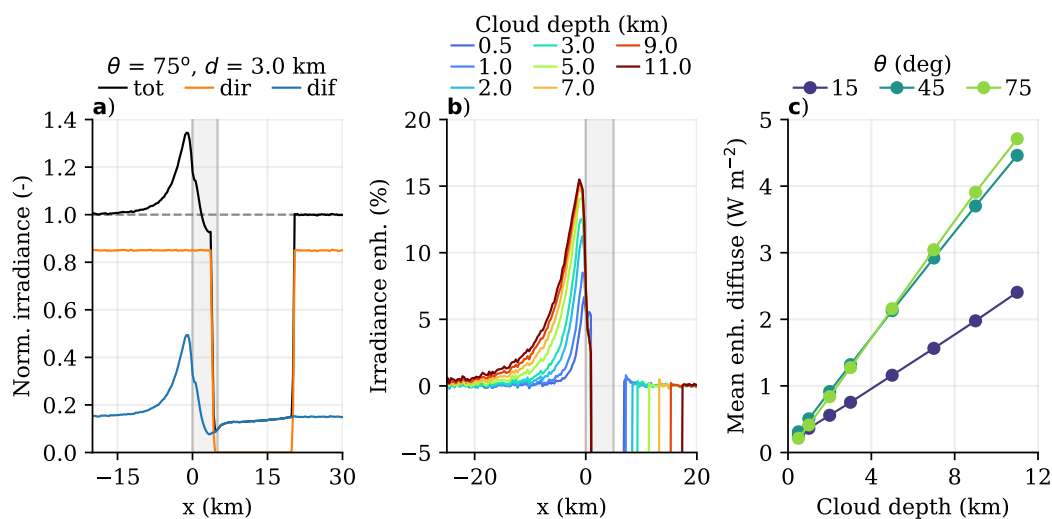 θ = 75°, d = 3.0 km
tot dir dif
a)
1.4
1.2
1.0
0.8
0.6
0.4
0.2
0.0
Norm. irradiance (-)
−15 0 15 30
x (km)
Cloud depth (km)
0.5 3.0 9.0
1.0 5.0 11.0
2.0 7.0
b)
20
15
10
5
0
−5
Irradiance enh. (%)
−20 0 20
x (km)
θ (deg)
15 45 75
c)
5
4
3
2
1
0
Mean enh. diffuse (W m⁻²)
0 4 8 12
Cloud depth (km)